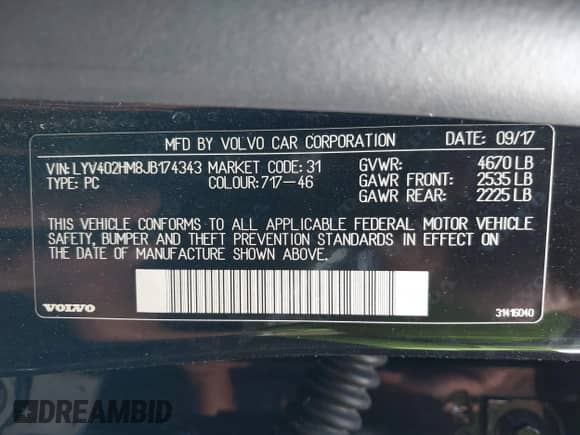 MFD BY VOLVO CAR CORPORATION DATE: 09/17
VIN: LYV402HM8JB174343 MARKET CODE: 31 GVWR: 4670 LB
TYPE: PC COLOUR: 717-46 GAWR FRONT: 2535 LB
GAWR REAR: 2225 LB
THIS VEHICLE CONFORMS TO ALL APPLICABLE FEDERAL MOTOR VEHICLE
SAFETY, BUMPER AND THEFT PREVENTION STANDARDS IN EFFECT ON
THE DATE OF MANUFACTURE SHOWN ABOVE.
VOLVO 31415040
DREAMBID